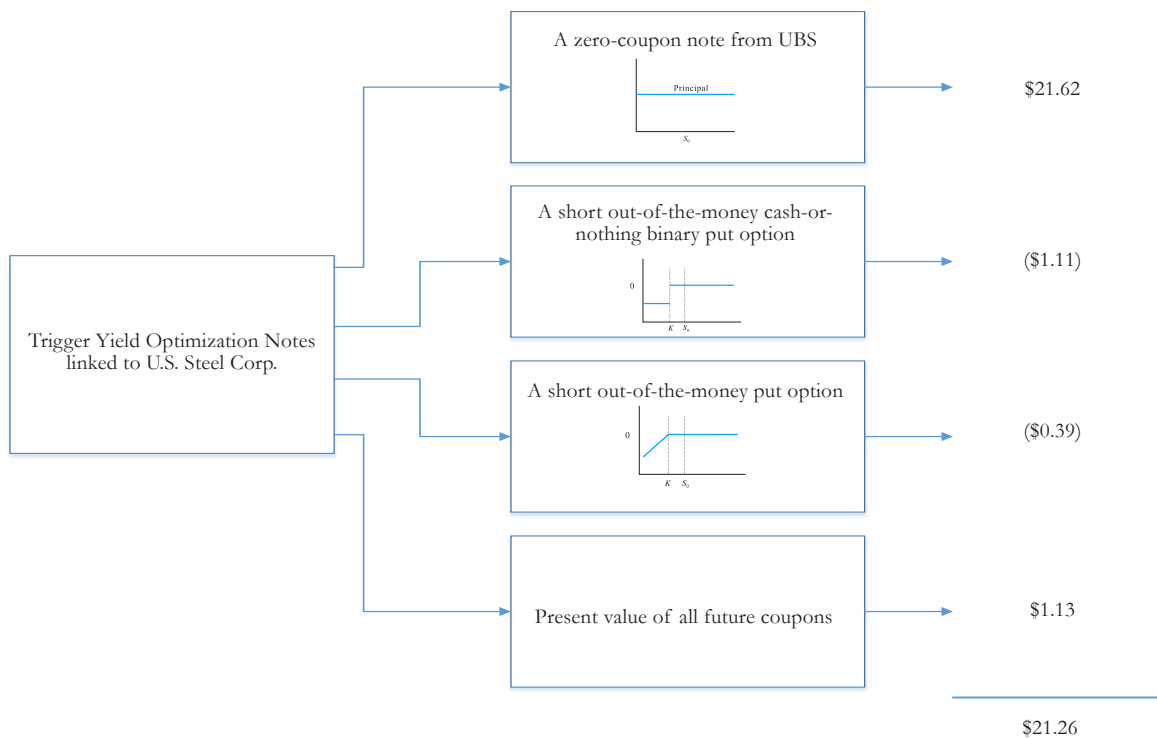 A zero-coupon note from UBS
Principal
S₀
$21.62
A short out-of-the-money cash-or-
nothing binary put option
0
K S₀
($1.11)
Trigger Yield Optimization Notes
linked to U.S. Steel Corp.
A short out-of-the-money put option
0
K S₀
($0.39)
Present value of all future coupons
$1.13
$21.26